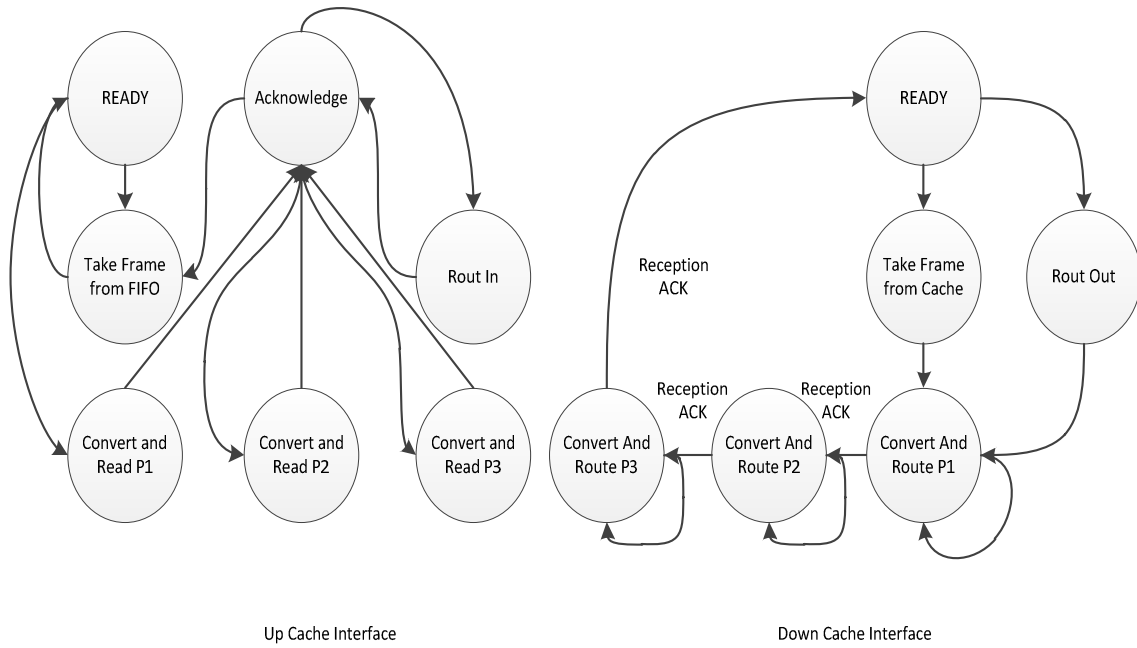 READY
Acknowledge
Take Frame
from FIFO
Rout In
Convert and
Read P1
Convert and
Read P2
Convert and
Read P3
Up Cache Interface
READY
Reception
ACK
Take Frame
from Cache
Rout Out
Reception
ACK
Reception
ACK
Convert And
Route P3
Convert And
Route P2
Convert And
Route P1
Down Cache Interface